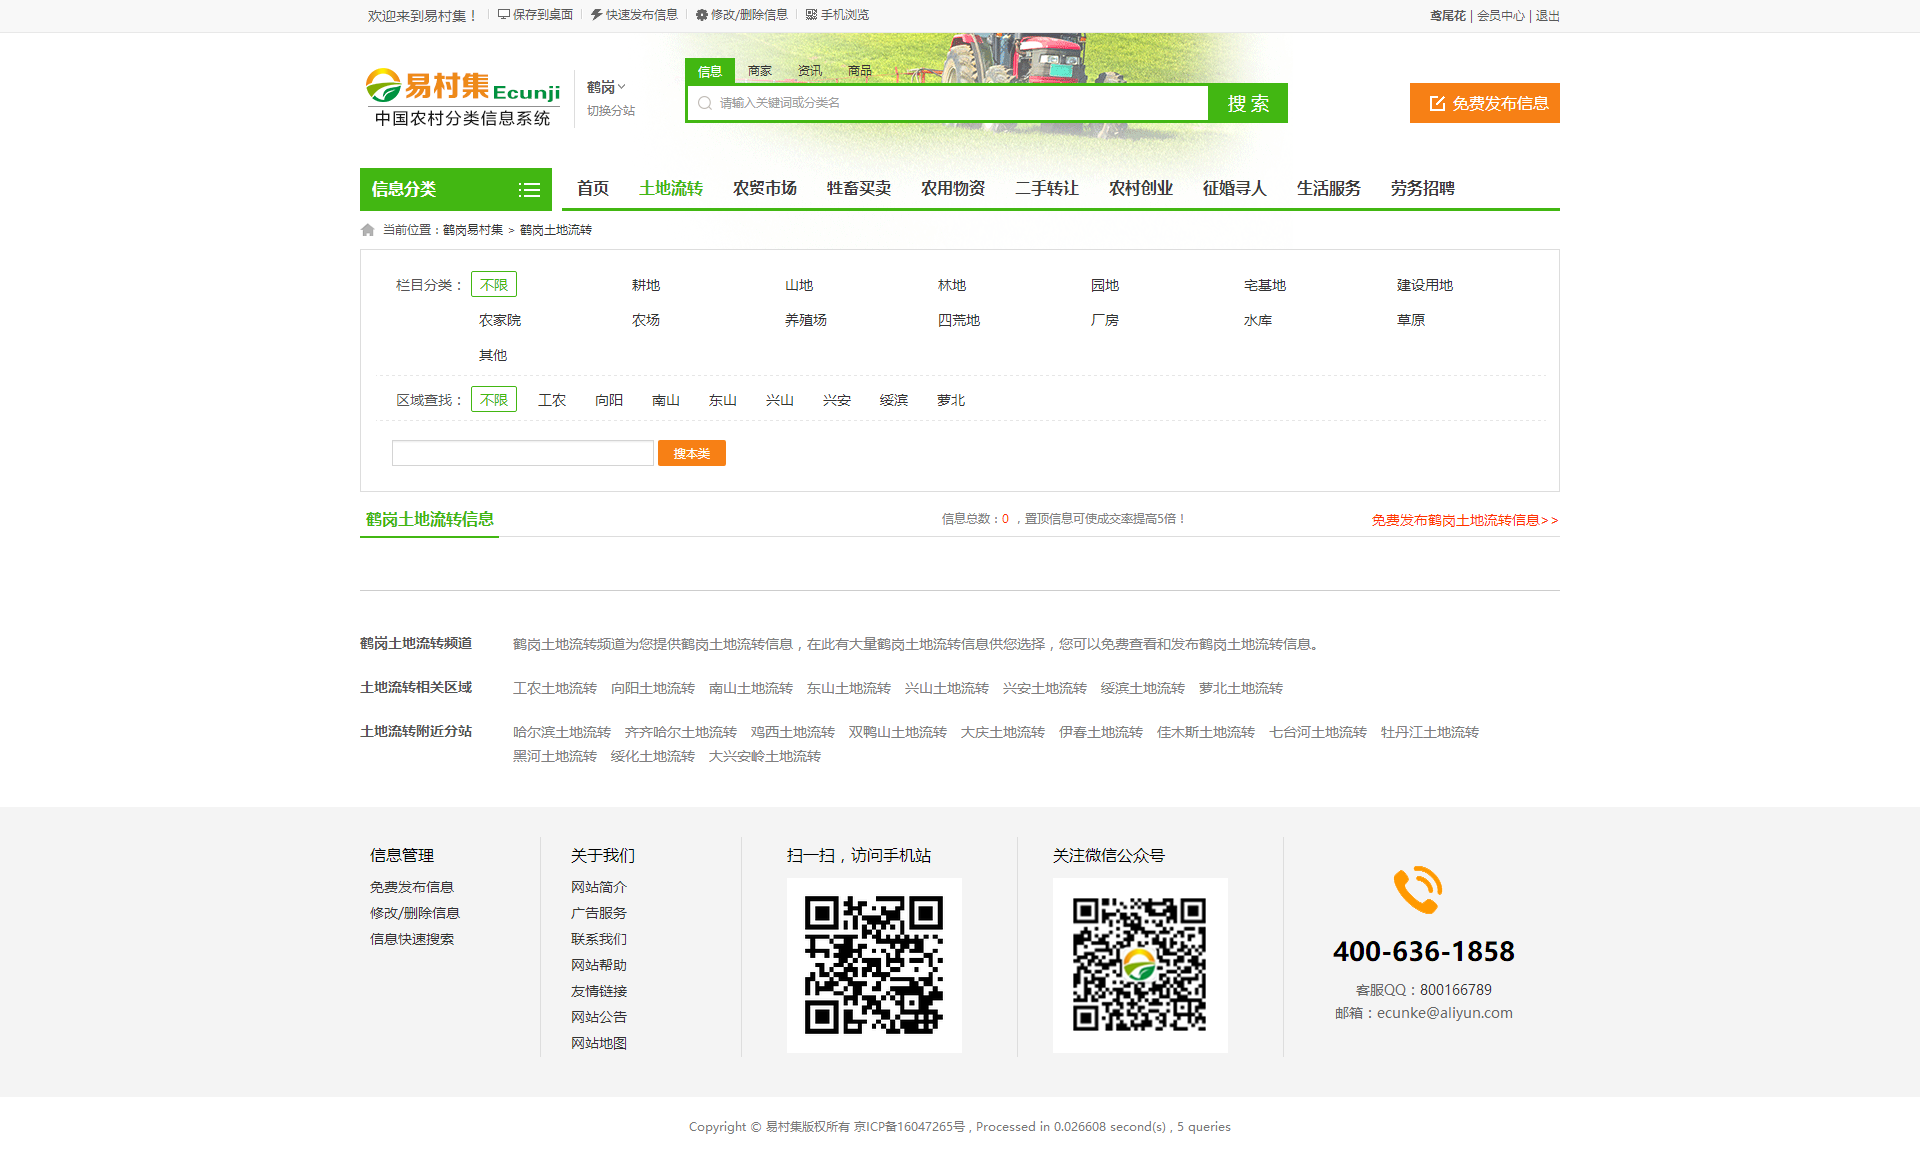 欢迎来到易村集！ 保存到桌面 快速发布信息 修改/删除信息 手机浏览 鸢尾花 | 会员中心 | 退出
信息 商家 资讯 商品
易村集 Ecunji
中国农村分类信息系统
鹤岗
切换分站
请输入关键词或分类名 搜 索
免费发布信息
信息分类 首页 土地流转 农贸市场 牲畜买卖 农用物资 二手转让 农村创业 征婚寻人 生活服务 劳务招聘
当前位置：鹤岗易村集 > 鹤岗土地流转
栏目分类： 不限 耕地 山地 林地 园地 宅基地 建设用地
农家院 农场 养殖场 四荒地 厂房 水库 草原
其他
区域查找： 不限 工农 向阳 南山 东山 兴山 兴安 绥滨 萝北
搜本类
鹤岗土地流转信息 信息总数：0 ，置顶信息可使成交率提高5倍！ 免费发布鹤岗土地流转信息>>
鹤岗土地流转频道 鹤岗土地流转频道为您提供鹤岗土地流转信息，在此有大量鹤岗土地流转信息供您选择，您可以免费查看和发布鹤岗土地流转信息。
土地流转相关区域 工农土地流转 向阳土地流转 南山土地流转 东山土地流转 兴山土地流转 兴安土地流转 绥滨土地流转 萝北土地流转
土地流转附近分站 哈尔滨土地流转 齐齐哈尔土地流转 鸡西土地流转 双鸭山土地流转 大庆土地流转 伊春土地流转 佳木斯土地流转 七台河土地流转 牡丹江土地流转
黑河土地流转 绥化土地流转 大兴安岭土地流转
信息管理
免费发布信息
修改/删除信息
信息快速搜索
关于我们
网站简介
广告服务
联系我们
网站帮助
友情链接
网站公告
网站地图
扫一扫，访问手机站
关注微信公众号
400-636-1858
客服QQ：800166789
邮箱：ecunke@aliyun.com
Copyright © 易村集版权所有 京ICP备16047265号 , Processed in 0.026608 second(s) , 5 queries